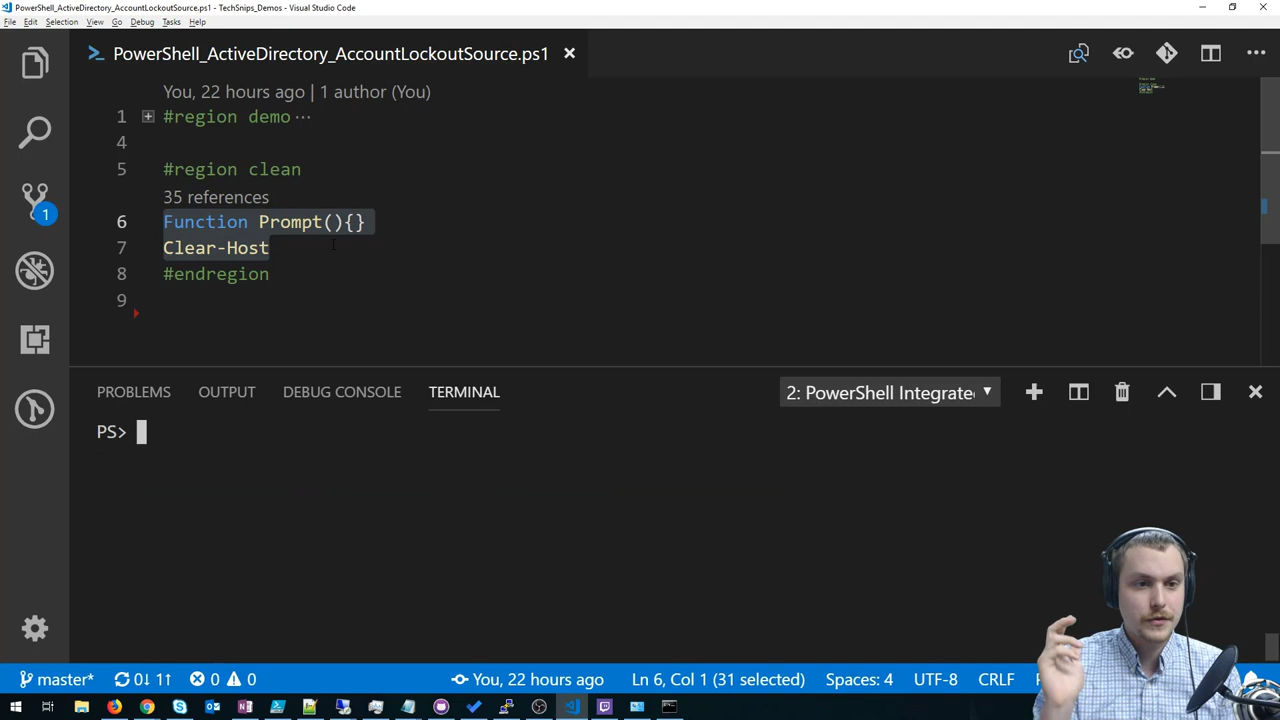 PowerShell_ActiveDirectory_AccountLockoutSource.ps1 - TechSnips_Demos - Visual Studio Code
File Edit Selection View Go Debug Tasks Help
PowerShell_ActiveDirectory_AccountLockoutSource.ps1
You, 22 hours ago | 1 author (You)
1 #region demo ···
4
5 #region clean
35 references
6 Function Prompt(){}
7 Clear-Host
8 #endregion
9
1
PROBLEMS OUTPUT DEBUG CONSOLE TERMINAL 2: PowerShell Integrate
PS>
master* 0↓ 1↑ 0 0 You, 22 hours ago Ln 6, Col 1 (31 selected) Spaces: 4 UTF-8 CRLF